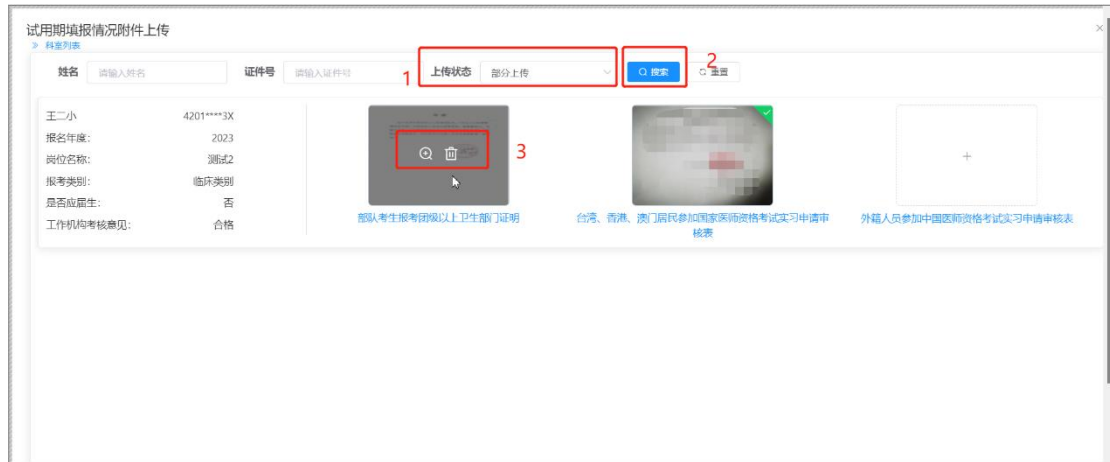 试用期填报情况附件上传
科室列表
姓名 请输入姓名 证件号 请输入证件号 1 上传状态 部分上传 搜索 2 重置
王二小 4201****3X
报名年度： 2023
岗位名称： 测试2
报考类别： 临床类别
是否应届生： 否
工作机构考核意见： 合格
3
部队考生报考团级以上卫生部门证明
台湾、香港、澳门居民参加国家医师资格考试实习申请审
核表
外籍人员参加中国医师资格考试实习申请审核表